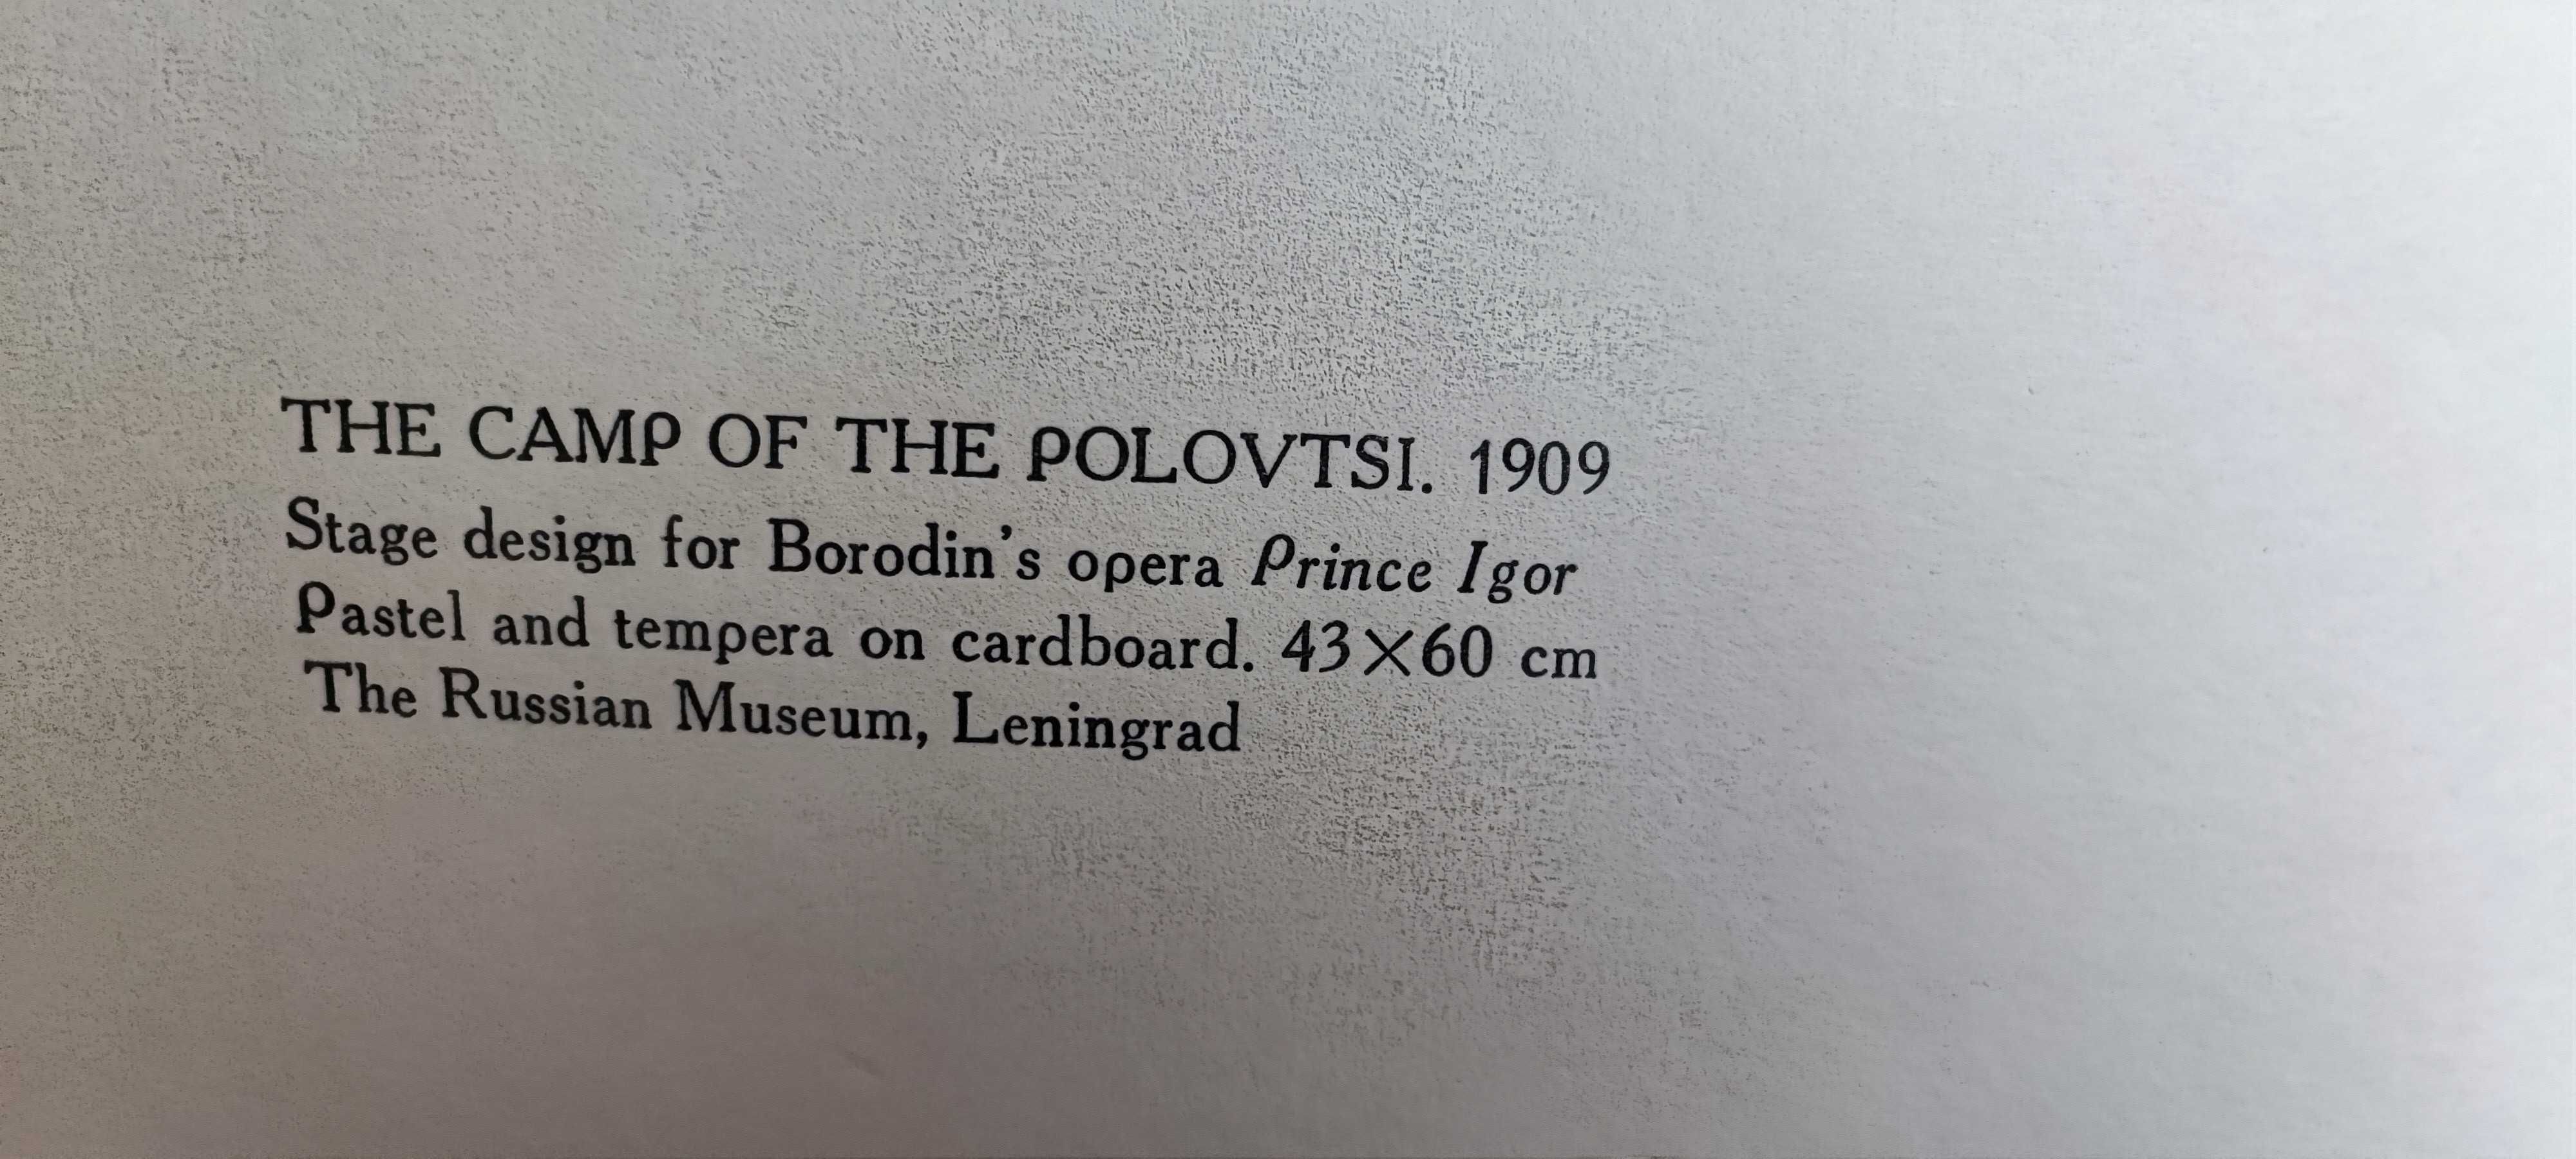 THE CAMP OF THE POLOVTSI. 1909
Stage design for Borodin's opera Prince Igor
Pastel and tempera on cardboard. 43×60 cm
The Russian Museum, Leningrad